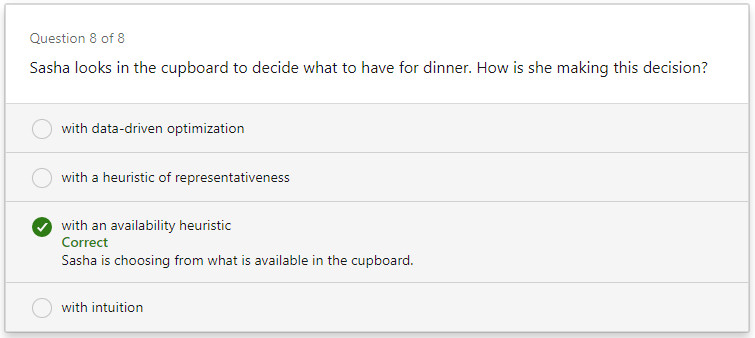 Question 8 of 8
Sasha looks in the cupboard to decide what to have for dinner. How is she making this decision?
with data-driven optimization
with a heuristic of representativeness
with an availability heuristic
Correct
Sasha is choosing from what is available in the cupboard.
with intuition